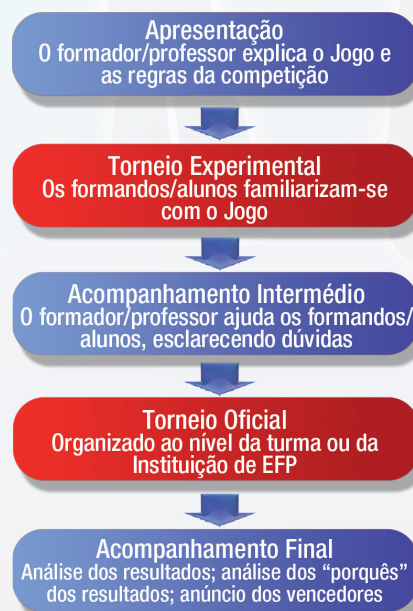 Apresentação
O formador/professor explica o Jogo e
as regras da competição
Torneio Experimental
Os formandos/alunos familiarizam-se
com o Jogo
Acompanhamento Intermédio
O formador/professor ajuda os formandos/
alunos, esclarecendo dúvidas
Torneio Oficial
Organizado ao nível da turma ou da
Instituição de EFP
Acompanhamento Final
Análise dos resultados; análise dos “porquês”
dos resultados; anúncio dos vencedores